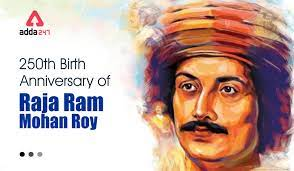 adda247
250th Birth
Anniversary of
Raja Ram
Mohan Roy